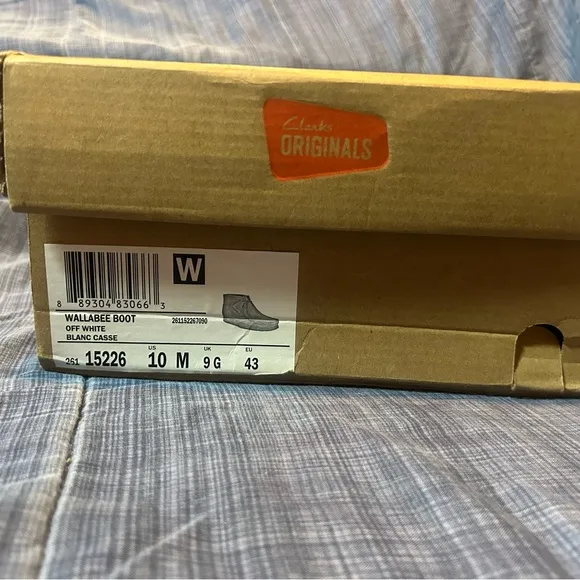 Clarks
ORIGINALS
W
8 89304 83066 3
WALLABEE BOOT 261152267090
OFF WHITE
BLANC CASSE
US UK EU
261 15226 10 M 9 G 43